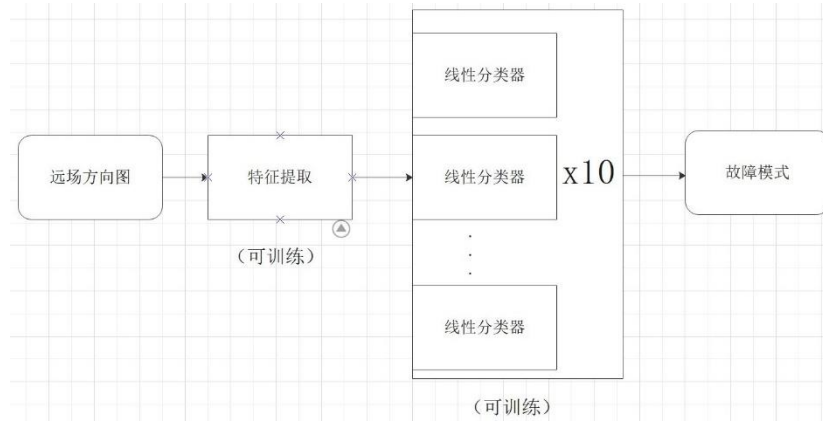 线性分类器
远场方向图
特征提取
线性分类器
x10
故障模式
（可训练）
线性分类器
（可训练）